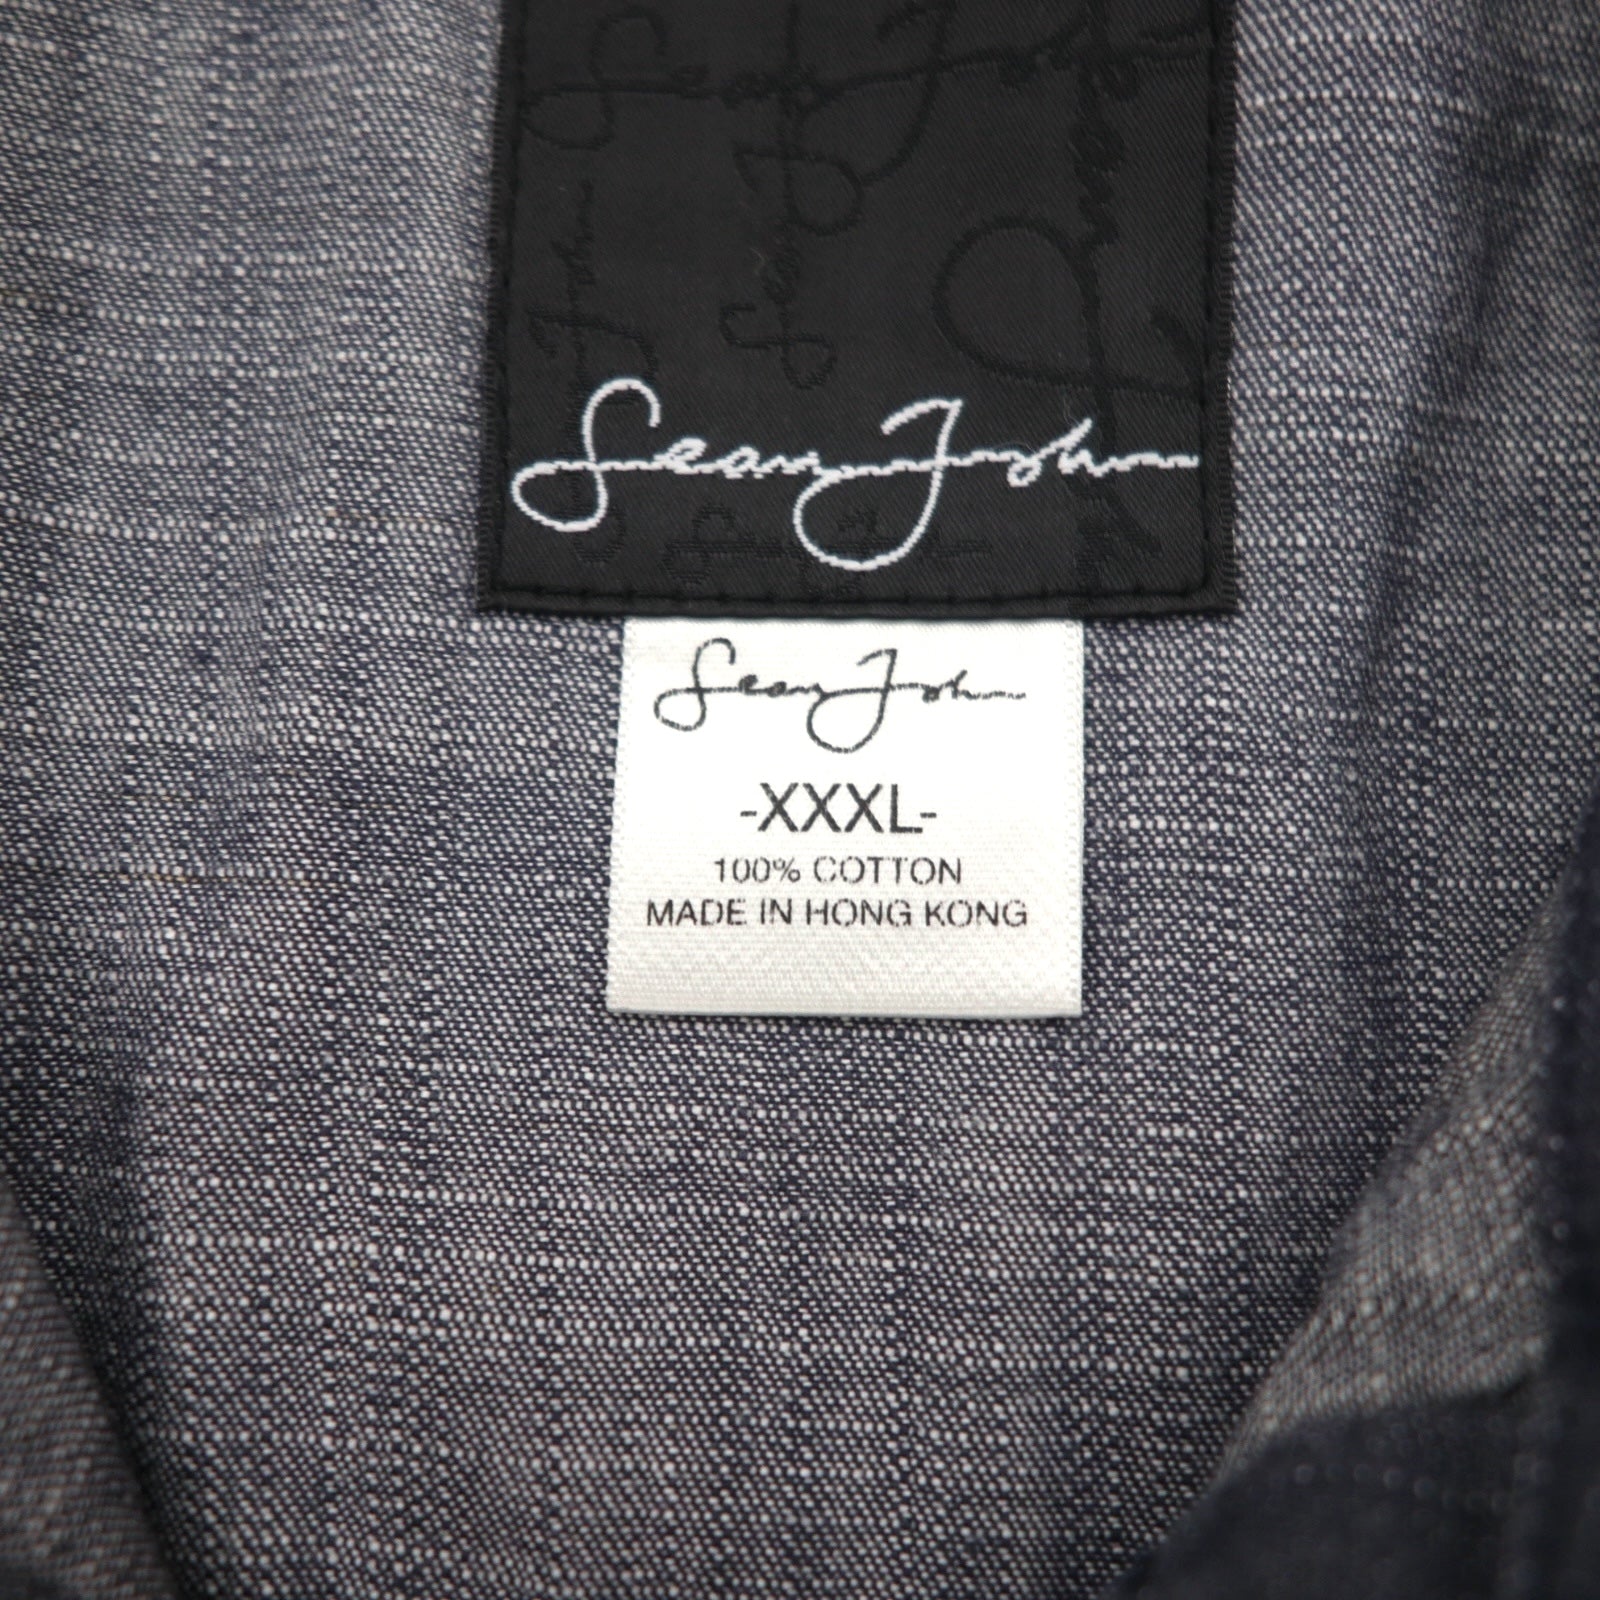 Sean John
Sean John
-XXXL-
100% COTTON
MADE IN HONG KONG